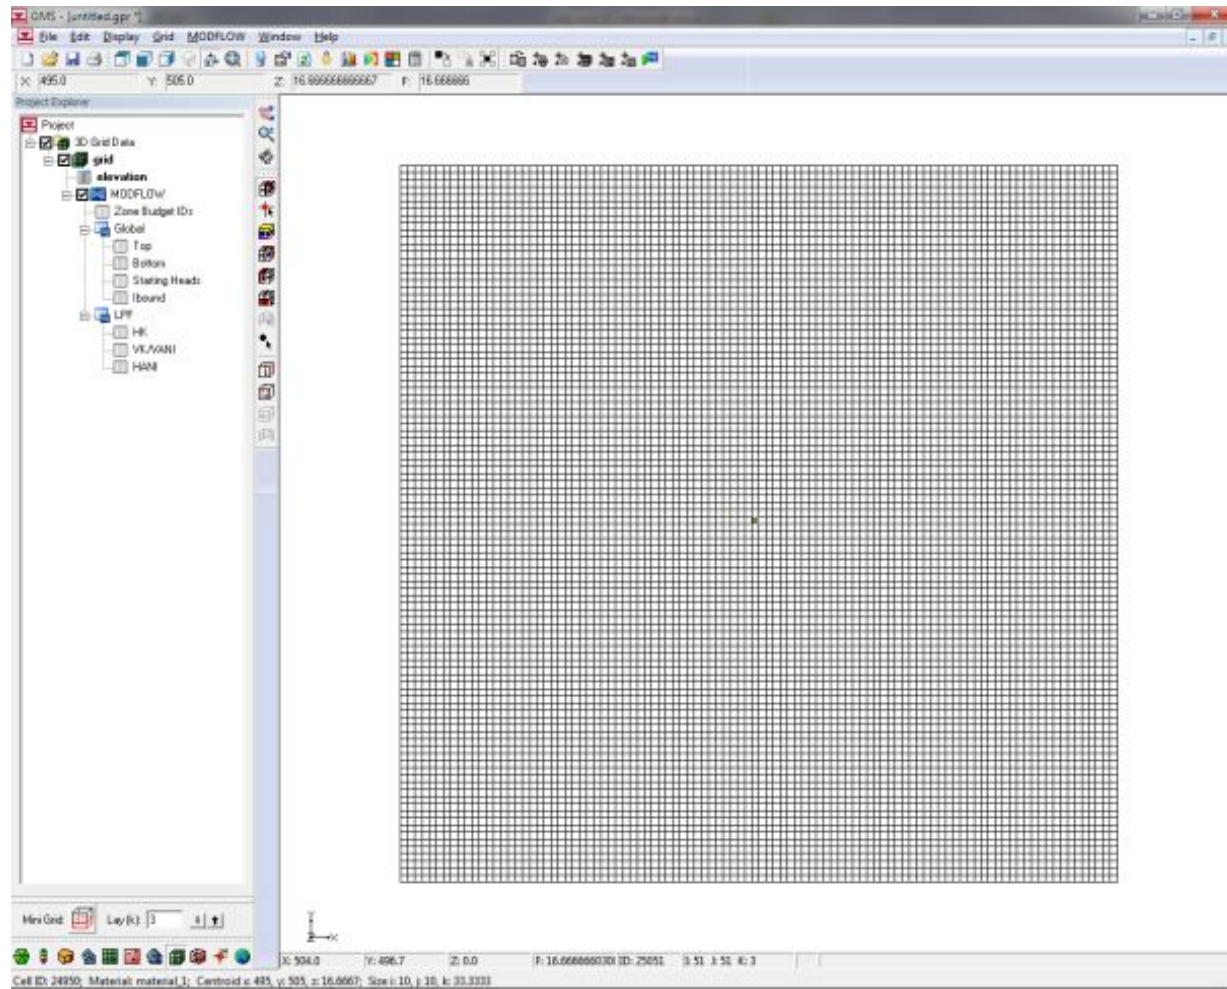 GMS - [untitled.gpr *]
File Edit Display Grid MODFLOW Window Help
X: 495.0 Y: 505.0 Z: 16.666666666667 F: 16.666666
Project Explorer
Project
3D Grid Data
grid
elevation
MODFLOW
Zone Budget IDs
Global
Top
Bottom
Starting Heads
Ibound
LPF
HK
VK/VANI
HANI
Mini Grid: Lay (k): 3
Y
Z X
X: 504.0 Y: 496.7 Z: 0.0 F: 16.666666030 ID: 25051 I: 51 J: 51 K: 3
Cell ID: 24950; Material: material_1; Centroid x: 495, y: 505, z: 16.6667; Size i: 10, j: 10, k: 33.3333